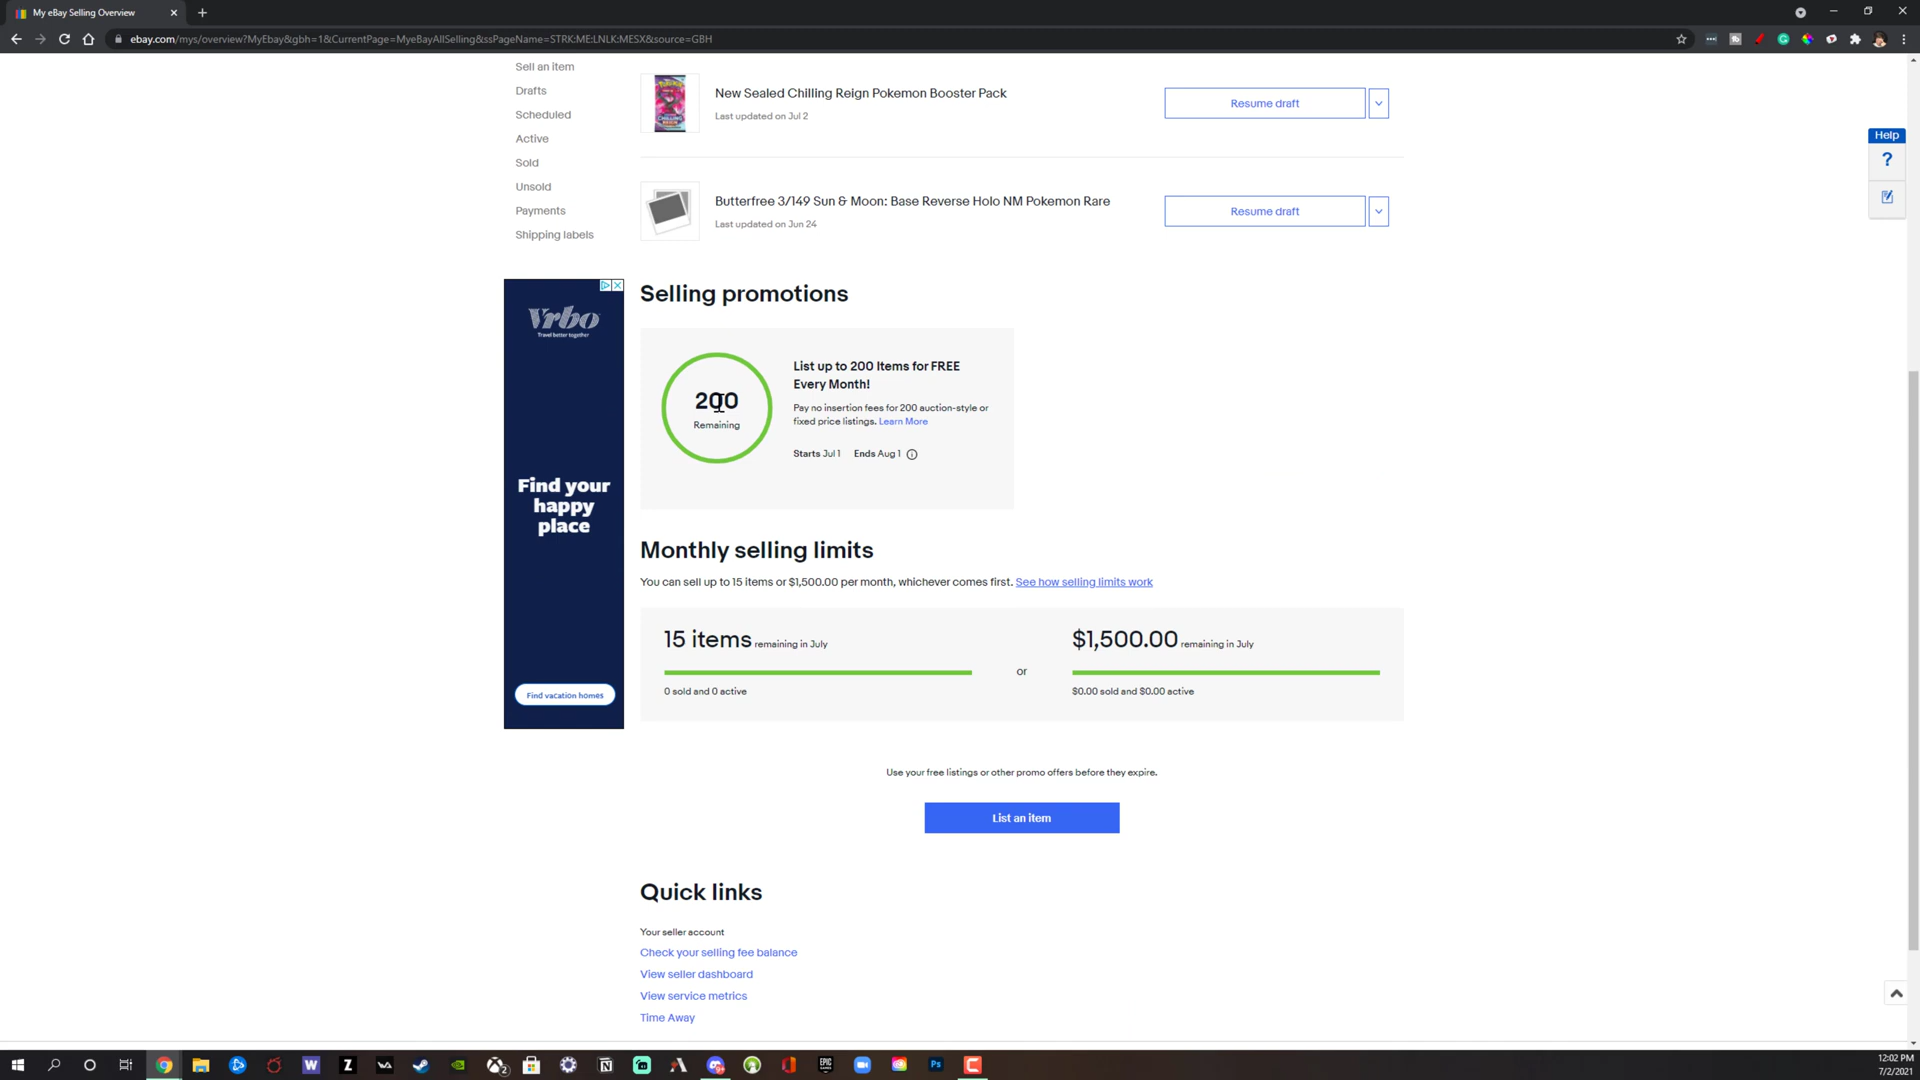 My eBay Selling Overview
ebay.com/mys/overview?MyEbay&gbh=1&CurrentPage=MyeBayAllSelling&ssPageName=STRK:ME:LNLK:MESX&source=GBH
Sell an item
Drafts
Scheduled
Active
Sold
Unsold
Payments
Shipping labels
New Sealed Chilling Reign Pokemon Booster Pack
Last updated on Jul 2
Resume draft
Butterfree 3/149 Sun & Moon: Base Reverse Holo NM Pokemon Rare
Last updated on Jun 24
Resume draft
Help
?
Vrbo
Travel better together
Find your
happy
place
Find vacation homes
Selling promotions
200
Remaining
List up to 200 Items for FREE
Every Month!
Pay no insertion fees for 200 auction-style or
fixed price listings. Learn More
Starts Jul 1 Ends Aug 1
Monthly selling limits
You can sell up to 15 items or $1,500.00 per month, whichever comes first. See how selling limits work
15 items remaining in July
0 sold and 0 active
or
$1,500.00 remaining in July
$0.00 sold and $0.00 active
Use your free listings or other promo offers before they expire.
List an item
Quick links
Your seller account
Check your selling fee balance
View seller dashboard
View service metrics
Time Away
12:02 PM
7/2/2021